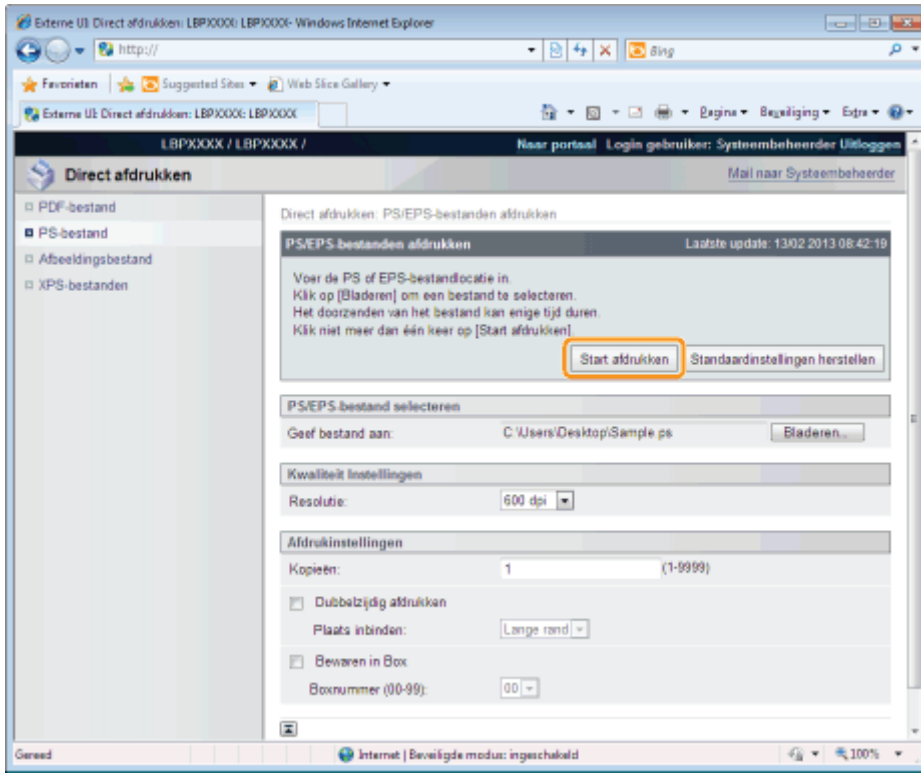 Externe UI: Direct afdrukken: LBPXXXX: LBPXXXX- Windows Internet Explorer
http://
Bing
Favorieten Suggested Sites Web Slice Gallery
Externe UI: Direct afdrukken: LBPXXXX: LBPXXXX
Pagina Beveiliging Extra
LBPXXXX / LBPXXXX /
Naar portaal Login gebruiker: Systeembeheerder Uitloggen
Direct afdrukken
Mail naar Systeembeheerder
PDF-bestand
PS-bestand
Afbeeldingsbestand
XPS-bestanden
Direct afdrukken: PS/EPS-bestanden afdrukken
PS/EPS-bestanden afdrukken
Laatste update: 13/02 2013 08:42:19
Voer de PS of EPS-bestandlocatie in.
Klik op [Bladeren] om een bestand te selecteren.
Het doorzenden van het bestand kan enige tijd duren.
Klik niet meer dan één keer op [Start afdrukken].
Start afdrukken
Standaardinstellingen herstellen
PS/EPS-bestand selecteren
Geef bestand aan:
C:\Users\Desktop\Sample.ps
Bladeren...
Kwaliteit Instellingen
Resolutie:
600 dpi
Afdrukinstellingen
Kopieën:
1
(1-9999)
Dubbelzijdig afdrukken
Plaats inbinden:
Lange rand
Bewaren in Box
Boxnummer (00-99):
00
Gereed
Internet | Beveiligde modus: ingeschakeld
100%